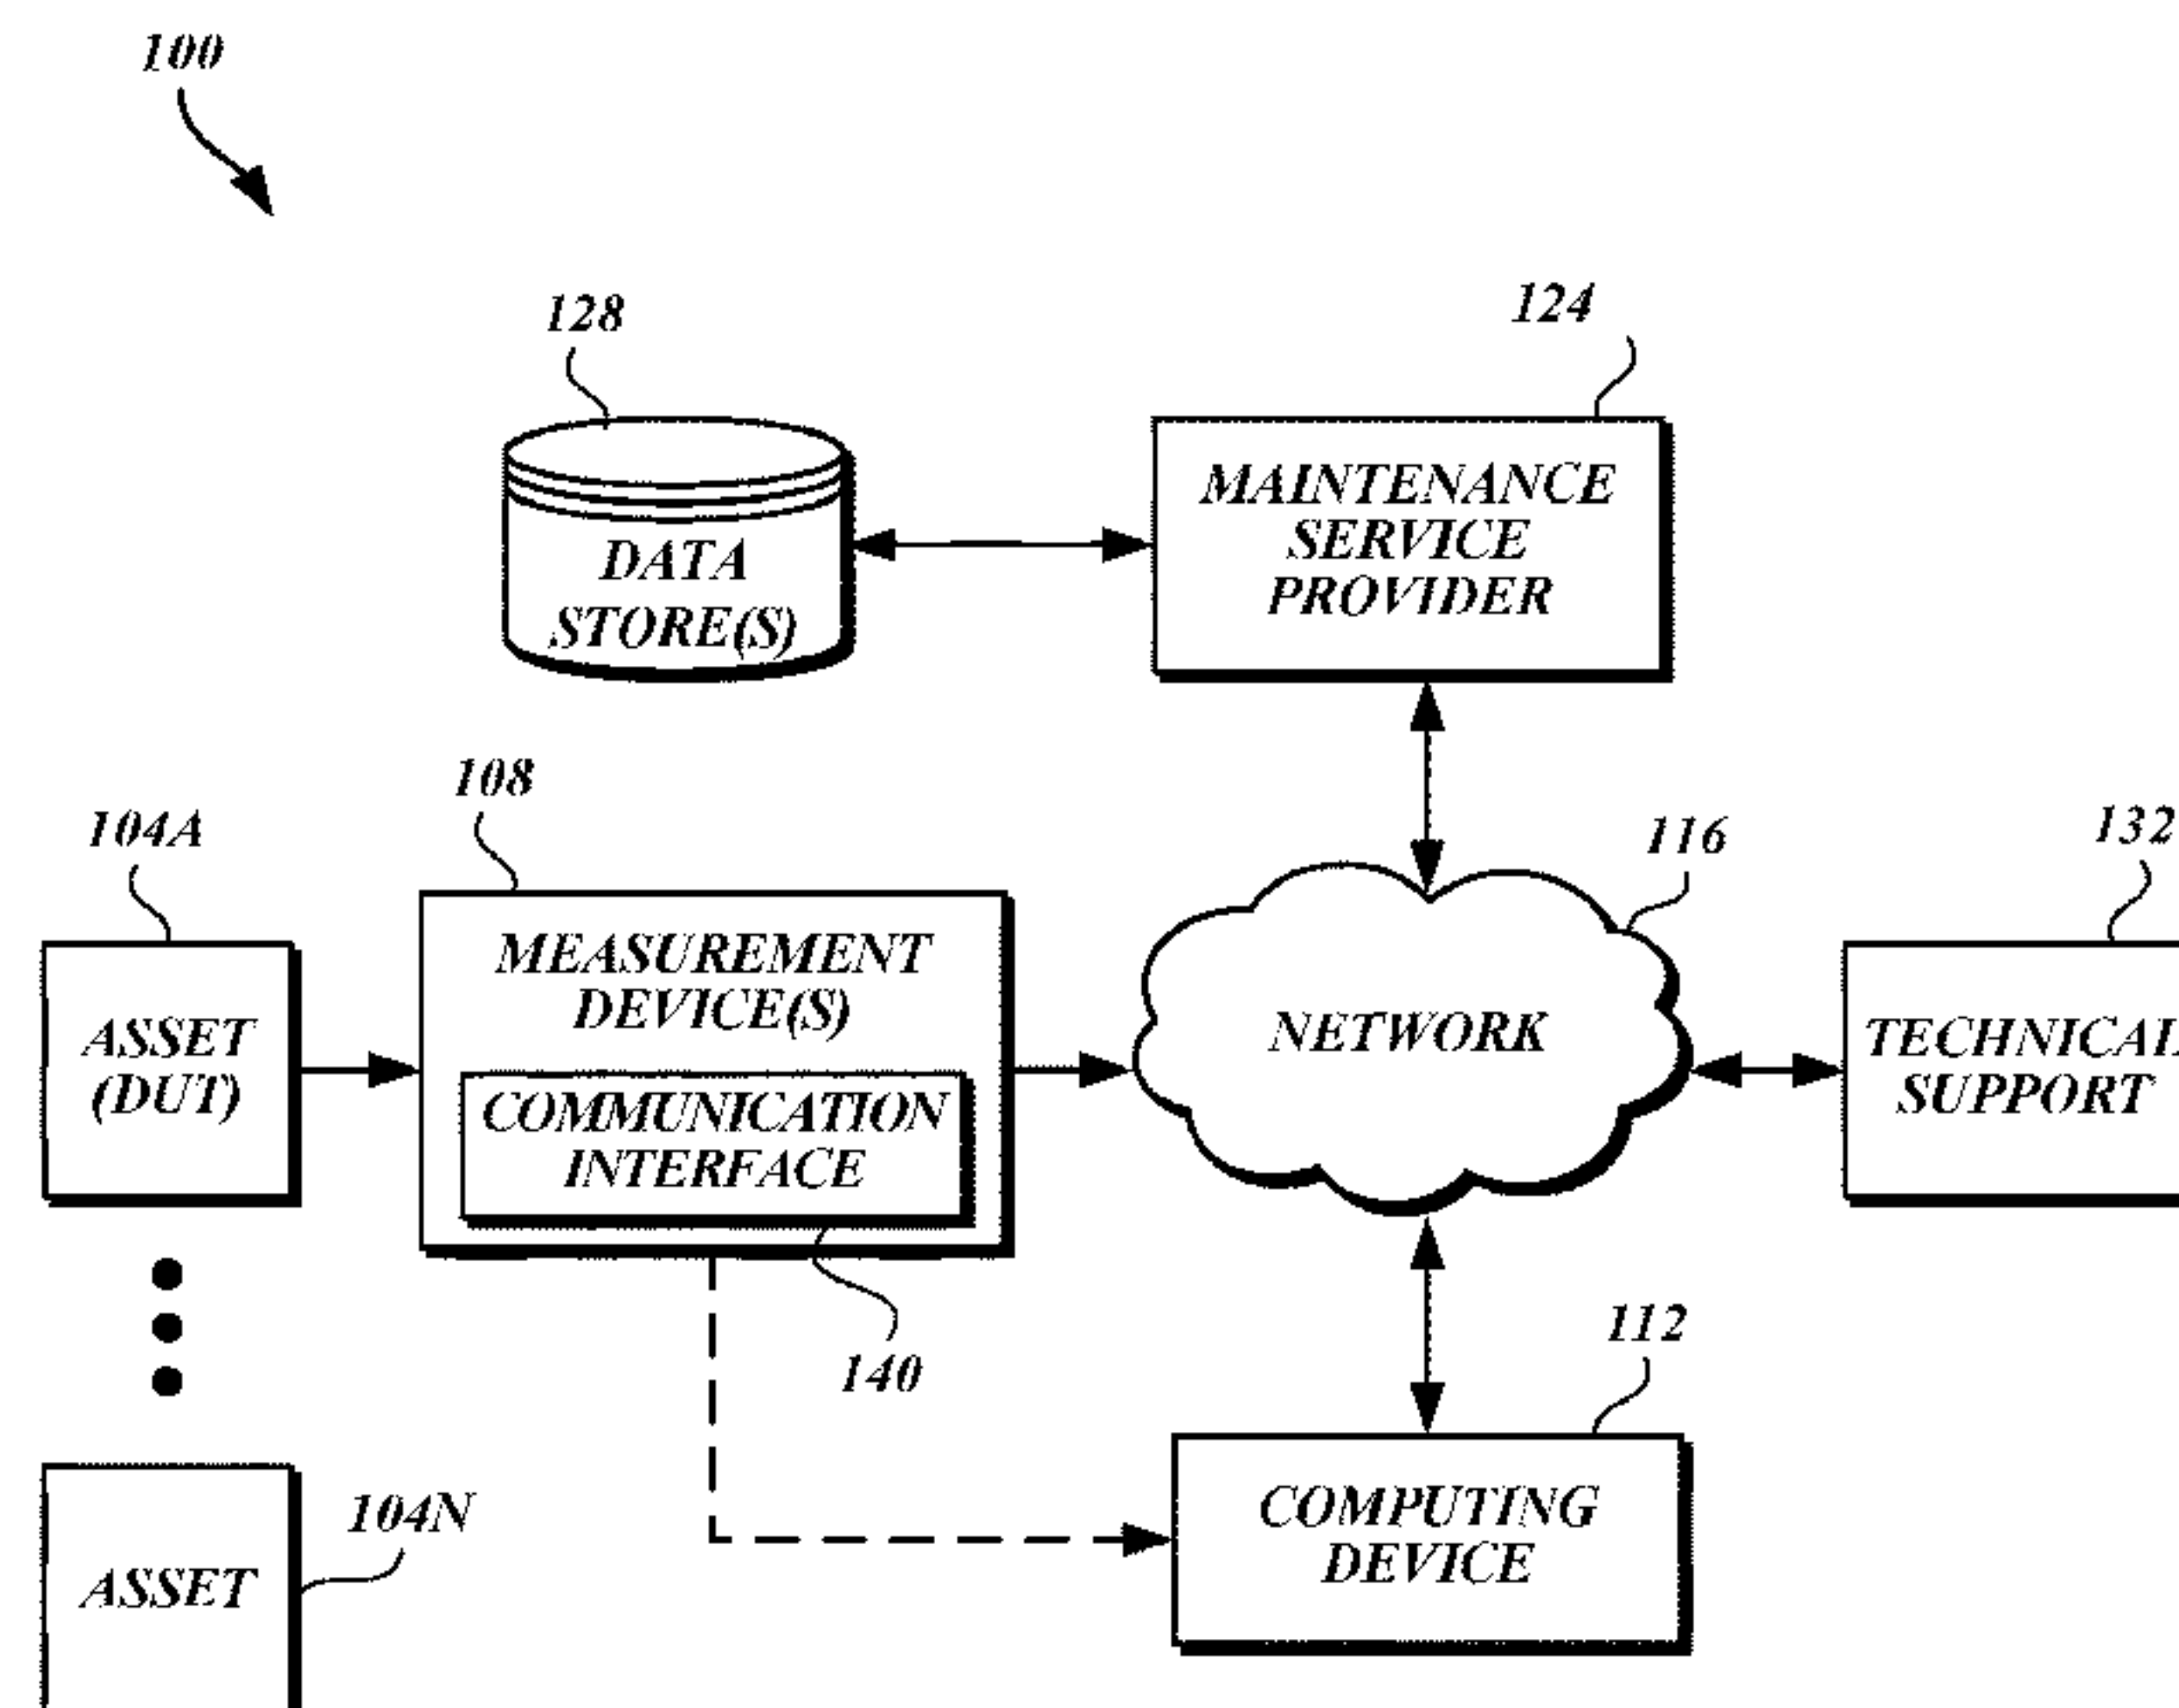 100
128
124
DATA
STORE(S)
MAINTENANCE
SERVICE
PROVIDER
108
104A
116
132
MEASUREMENT
DEVICE(S)
COMMUNICATION
INTERFACE
ASSET
(DUT)
NETWORK
TECHNICAL
SUPPORT
140
112
104N
ASSET
COMPUTING
DEVICE